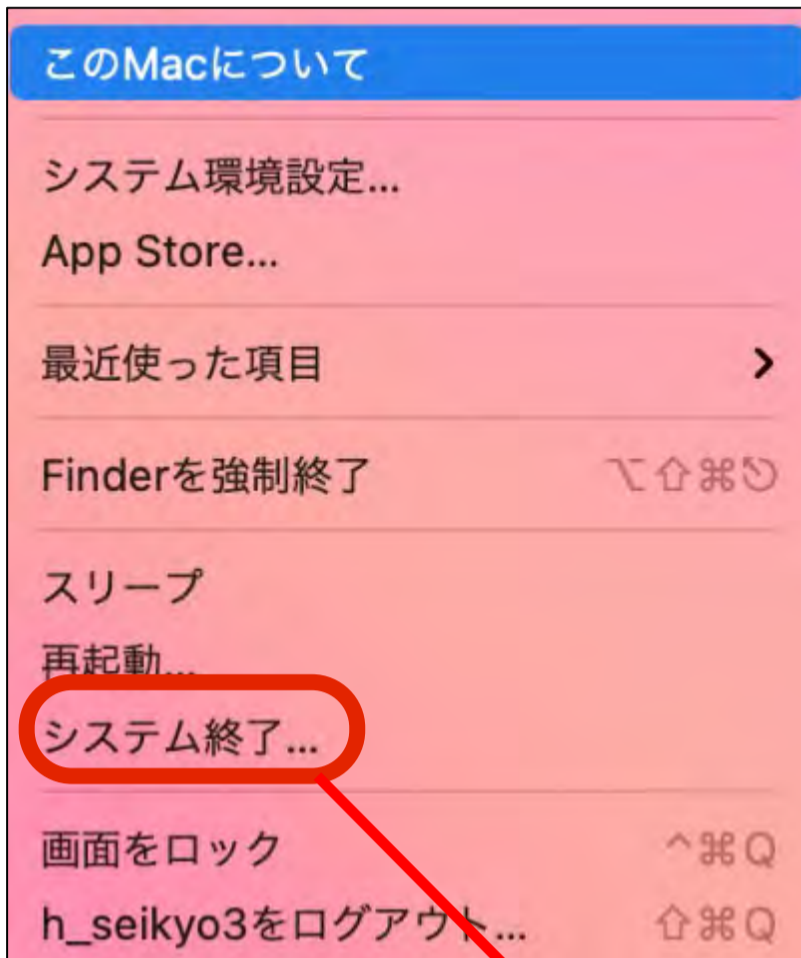 このMacについて
システム環境設定...
App Store...
最近使った項目
Finderを強制終了 ⌥⇧⌘⎋
スリープ
再起動...
システム終了...
画面をロック ^⌘Q
h_seikyo3をログアウト... ⇧⌘Q